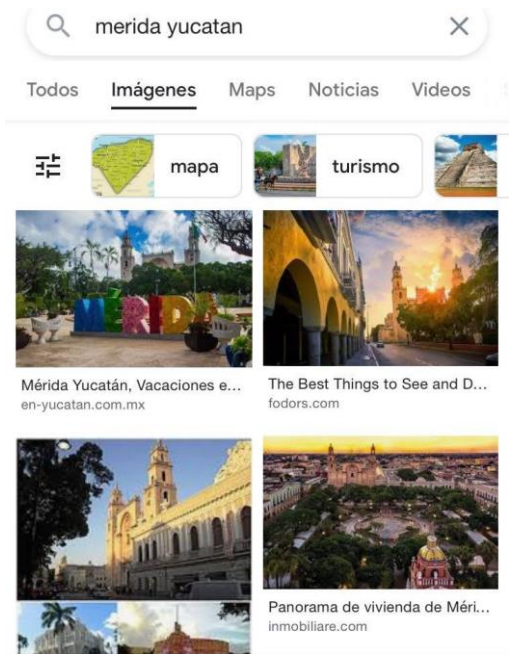 merida yucatan
Todos Imágenes Maps Noticias Videos
mapa turismo
MÉRIDA
Mérida Yucatán, Vacaciones e...
en-yucatan.com.mx
The Best Things to See and D...
fodors.com
Panorama de vivienda de Méri...
inmobiliare.com